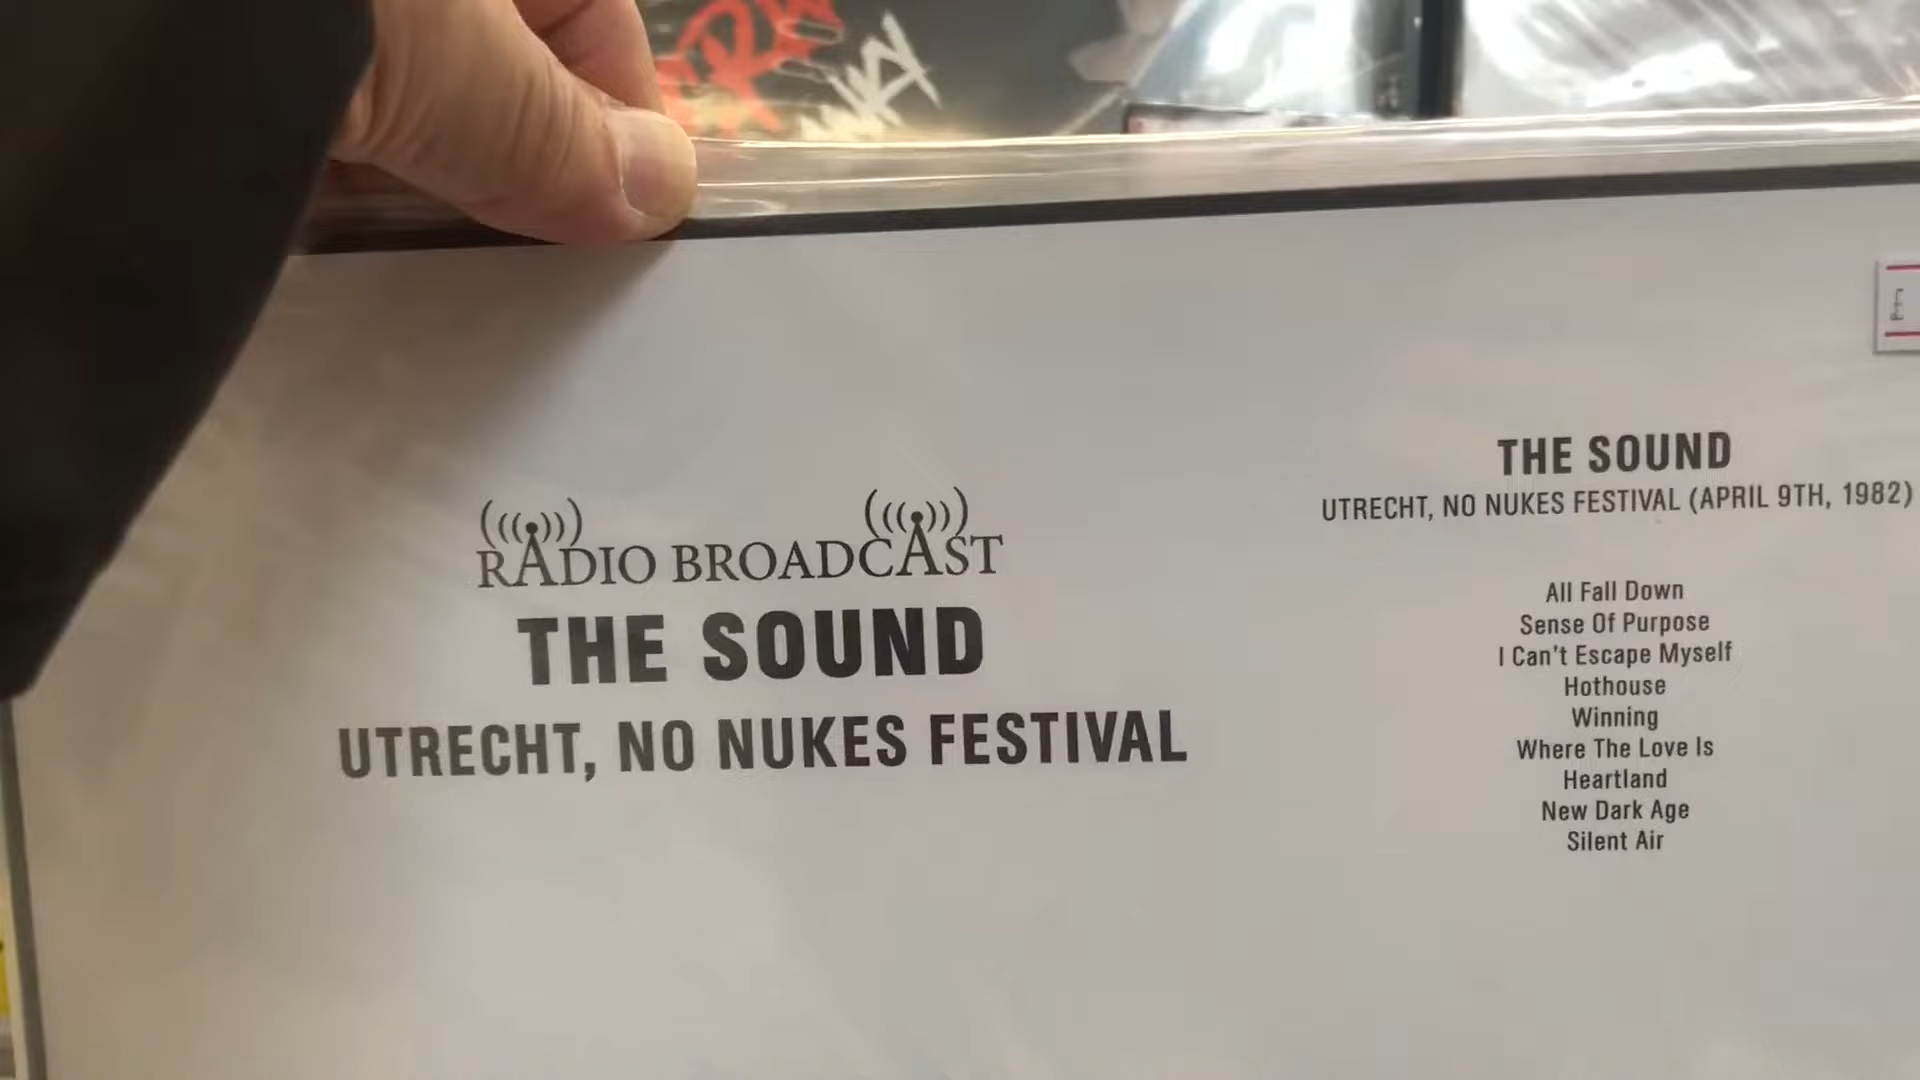 RADIO BROADCAST
THE SOUND
UTRECHT, NO NUKES FESTIVAL
THE SOUND
UTRECHT, NO NUKES FESTIVAL (APRIL 9TH, 1982)
All Fall Down
Sense Of Purpose
I Can't Escape Myself
Hothouse
Winning
Where The Love Is
Heartland
New Dark Age
Silent Air